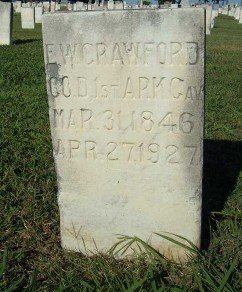 E.W. CRAWFORD
CO.D.1ST ARK.CAV
MAR.31,1846
APR.27,1927